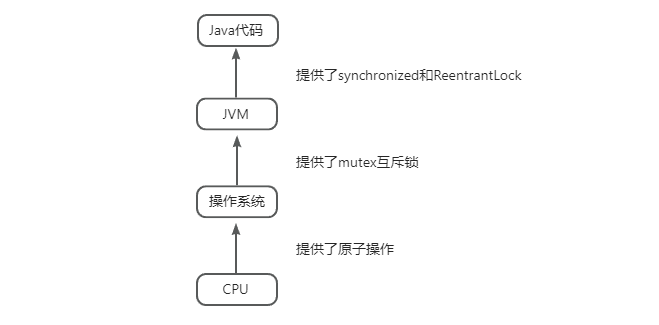 Java代码
提供了synchronized和ReentrantLock
JVM
提供了mutex互斥锁
操作系统
提供了原子操作
CPU